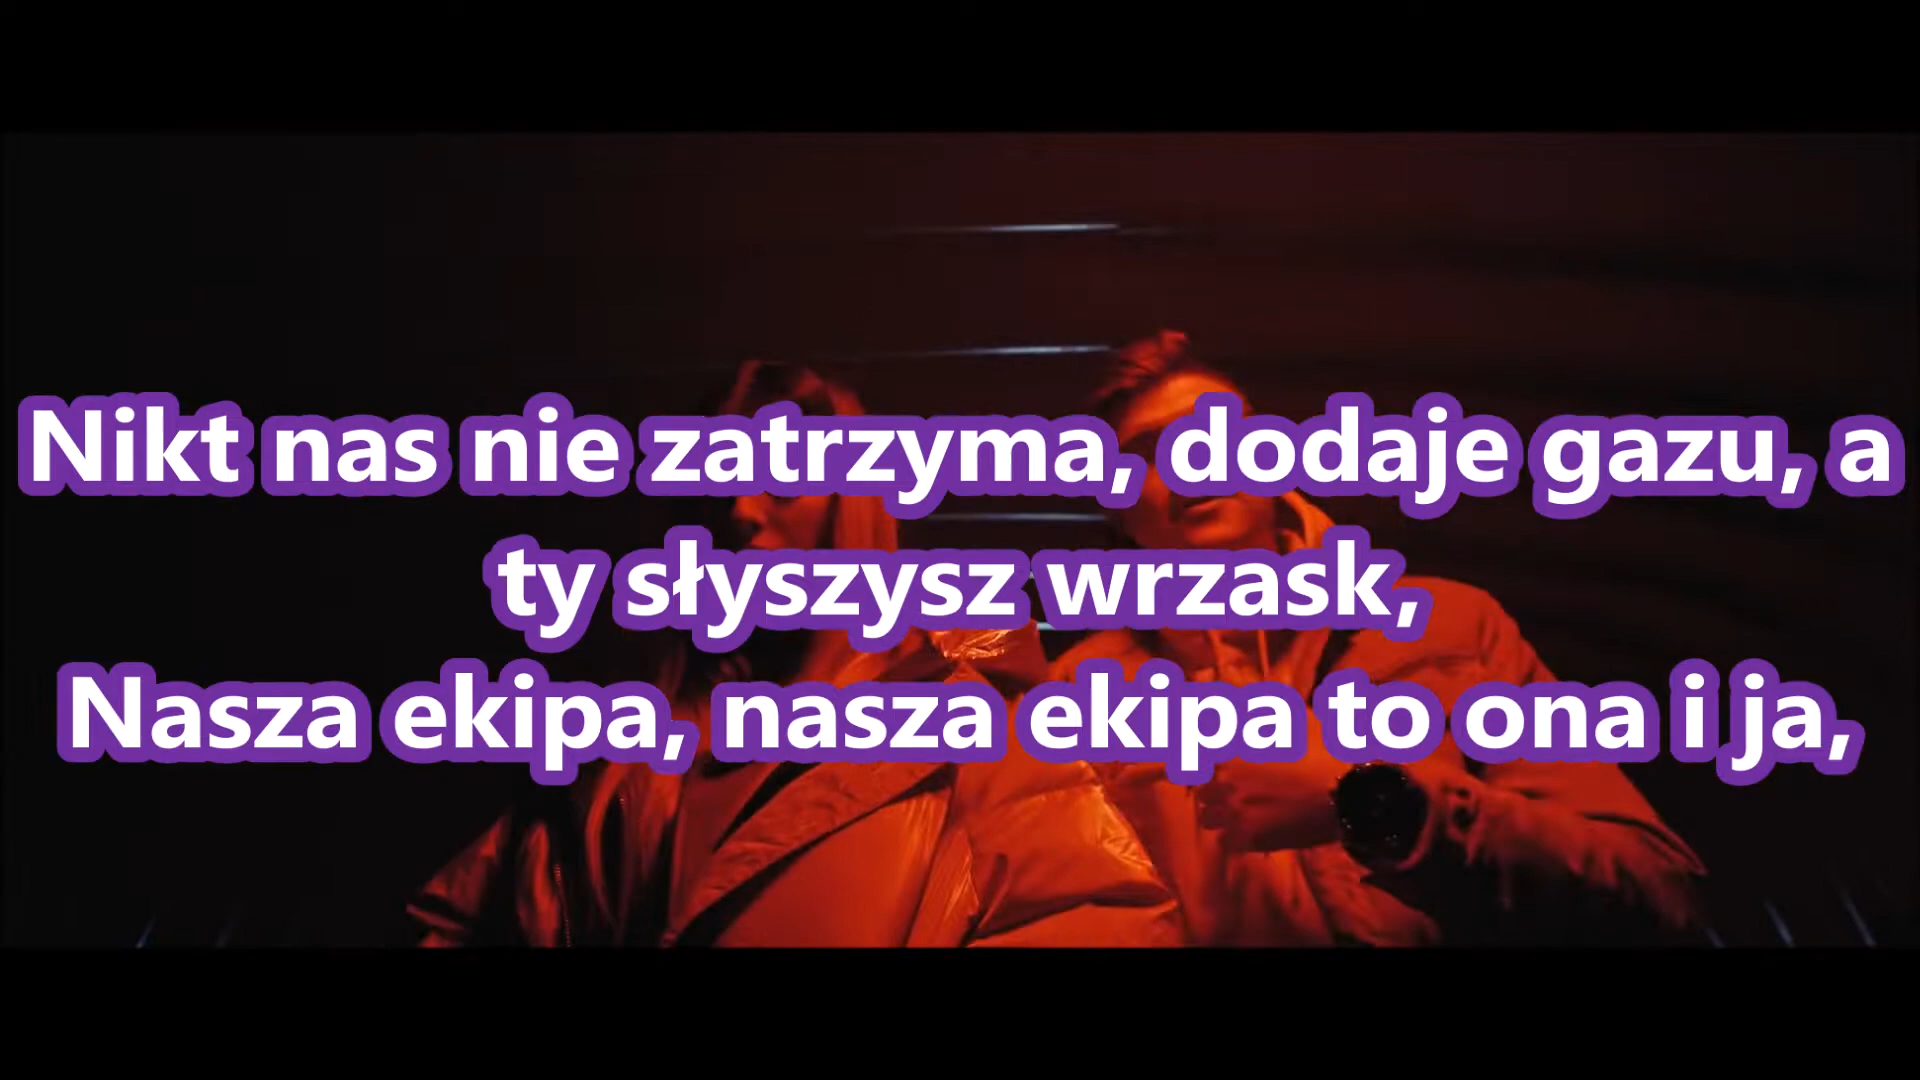 Nikt nas nie zatrzyma, dodaje gazu, a
ty słyszysz wrzask,
Nasza ekipa, nasza ekipa to ona i ja,